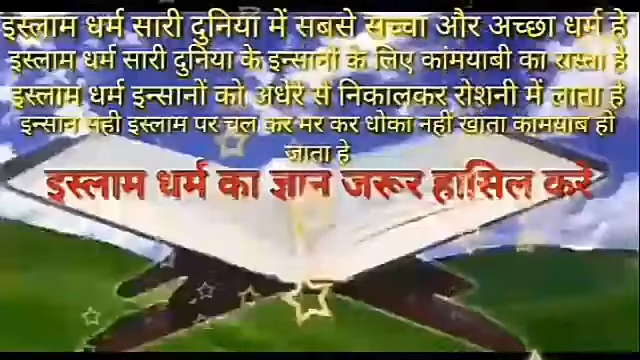 इस्लाम धर्म सारी दुनिया में सबसे सच्चा और अच्छा धर्म है
इस्लाम धर्म सारी दुनिया के इन्सानों के लिए कांमयाबी का रास्ता है
इस्लाम धर्म इन्सानों को अंधेरे से निकालकर रोशनी में लाता है
इन्सान सही इस्लाम पर चल कर मर कर धोका नहीं खाता कामयाब हो
जाता हे
इस्लाम धर्म का ज्ञान जरूर हासिल करे